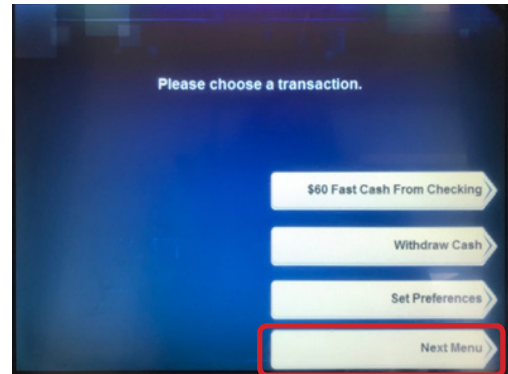 Please choose a transaction.
$60 Fast Cash From Checking
Withdraw Cash
Set Preferences
Next Menu